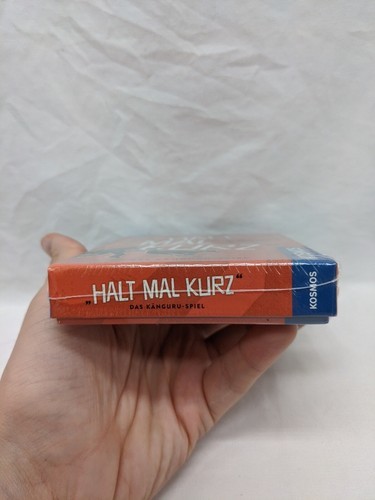 „HALT MAL KURZ“
DAS KÄNGURU-SPIEL
KOSMOS